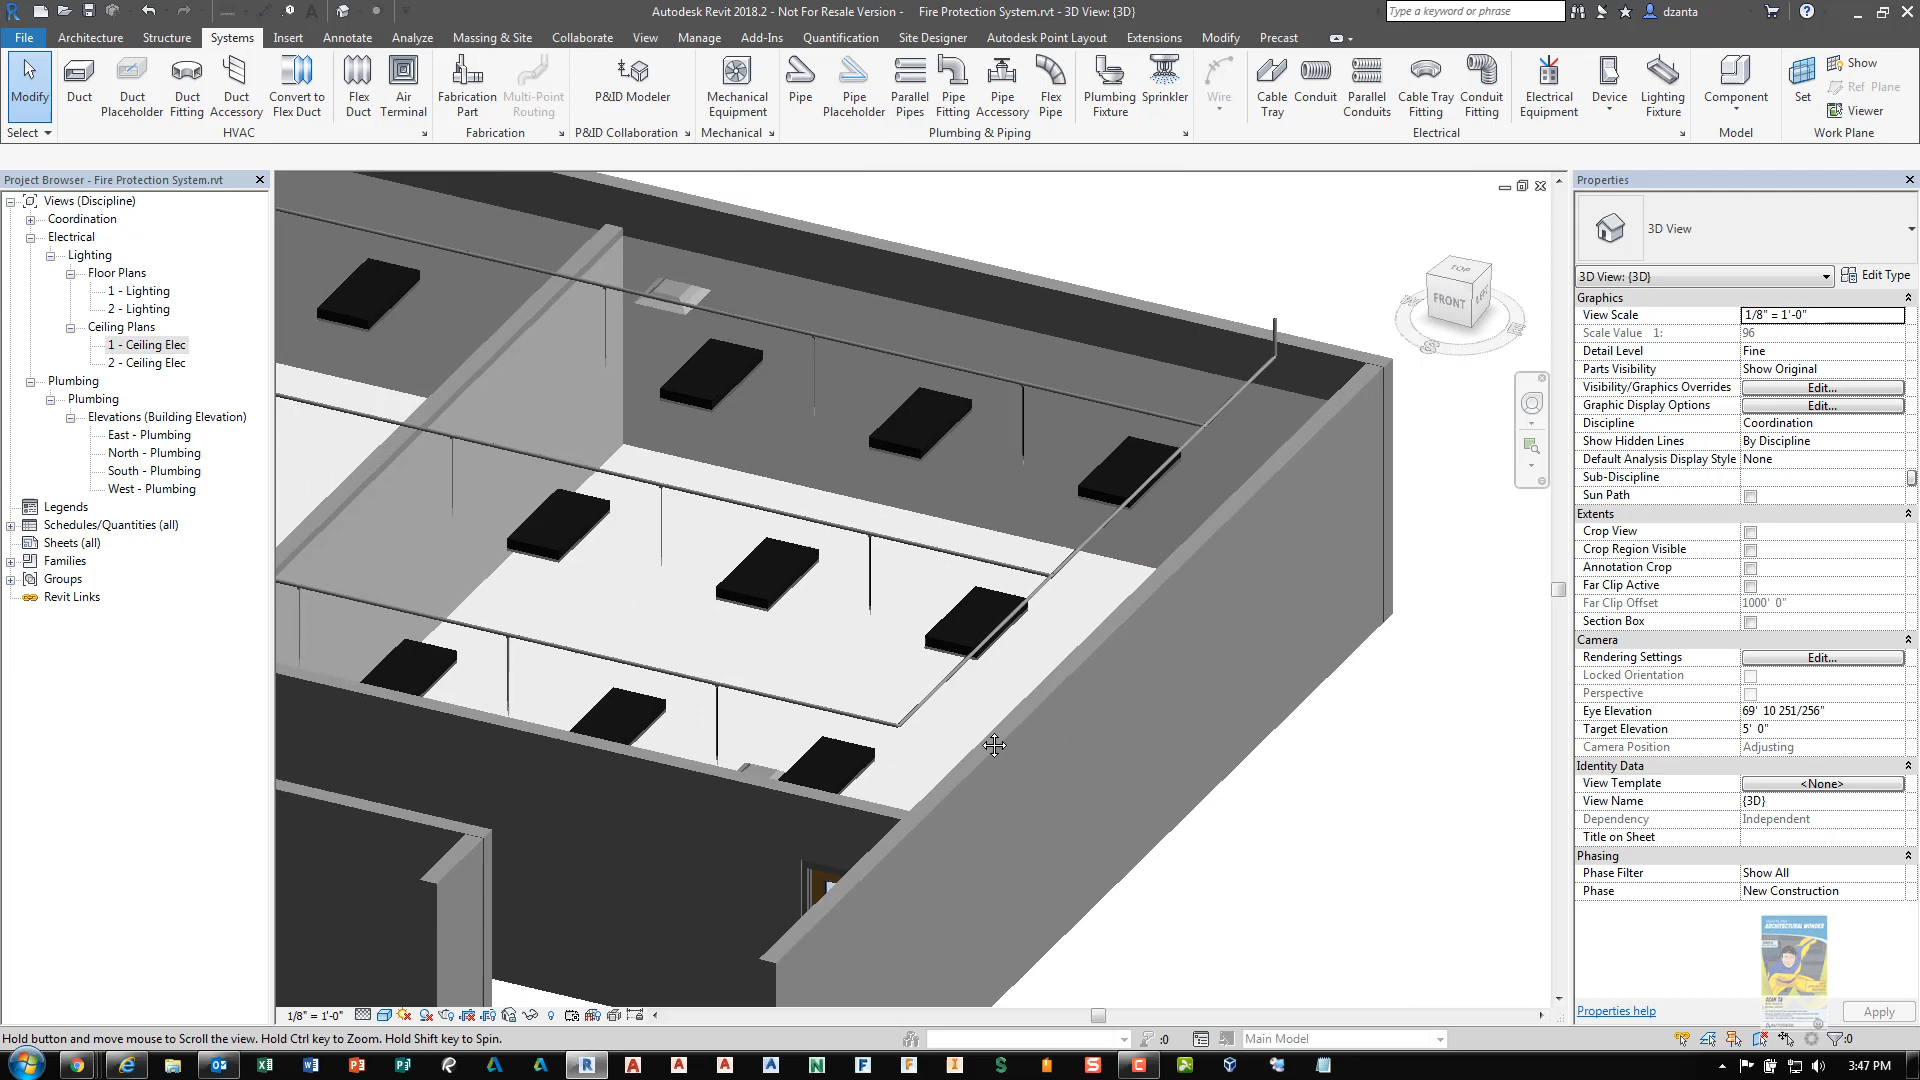 Autodesk Revit 2018.2 - Not For Resale Version -    Fire Protection System.rvt - 3D View: {3D}
Type a keyword or phrase
dzanta
File Architecture Structure Systems Insert Annotate Analyze Massing & Site Collaborate View Manage Add-Ins Quantification Site Designer Autodesk Point Layout Extensions Modify Precast
Modify
Duct
Duct Placeholder
Duct Fitting
Duct Accessory
Convert to Flex Duct
Flex Duct
Air Terminal
Fabrication Part
Multi-Point Routing
P&ID Modeler
Mechanical Equipment
Pipe
Pipe Placeholder
Parallel Pipes
Pipe Fitting
Pipe Accessory
Flex Pipe
Plumbing Fixture
Sprinkler
Wire
Cable Tray
Conduit
Parallel Conduits
Cable Tray Fitting
Conduit Fitting
Electrical Equipment
Device
Lighting Fixture
Component
Set
Show
Ref Plane
Viewer
Select HVAC Fabrication P&ID Collaboration Mechanical Plumbing & Piping Electrical Model Work Plane
Project Browser - Fire Protection System.rvt
Views (Discipline)
Coordination
Electrical
Lighting
Floor Plans
1 - Lighting
2 - Lighting
Ceiling Plans
1 - Ceiling Elec
2 - Ceiling Elec
Plumbing
Plumbing
Elevations (Building Elevation)
East - Plumbing
North - Plumbing
South - Plumbing
West - Plumbing
Legends
Schedules/Quantities (all)
Sheets (all)
Families
Groups
Revit Links
TOP
FRONT
LEFT
S
E
Properties
3D View
3D View: {3D}
Edit Type
Graphics
View Scale 1/8" = 1'-0"
Scale Value 1: 96
Detail Level Fine
Parts Visibility Show Original
Visibility/Graphics Overrides Edit...
Graphic Display Options Edit...
Discipline Coordination
Show Hidden Lines By Discipline
Default Analysis Display Style None
Sub-Discipline
Sun Path
Extents
Crop View
Crop Region Visible
Annotation Crop
Far Clip Active
Far Clip Offset 1000' 0"
Section Box
Camera
Rendering Settings Edit...
Locked Orientation
Perspective
Eye Elevation 69' 10 251/256"
Target Elevation 5' 0"
Camera Position Adjusting
Identity Data
View Template <None>
View Name {3D}
Dependency Independent
Title on Sheet
Phasing
Phase Filter Show All
Phase New Construction
ARCHITECTURAL WONDER
AUTODESK
Properties help
Apply
1/8" = 1'-0"
Hold button and move mouse to Scroll the view. Hold Ctrl key to Zoom. Hold Shift key to Spin.
:0
Main Model
:0
3:47 PM